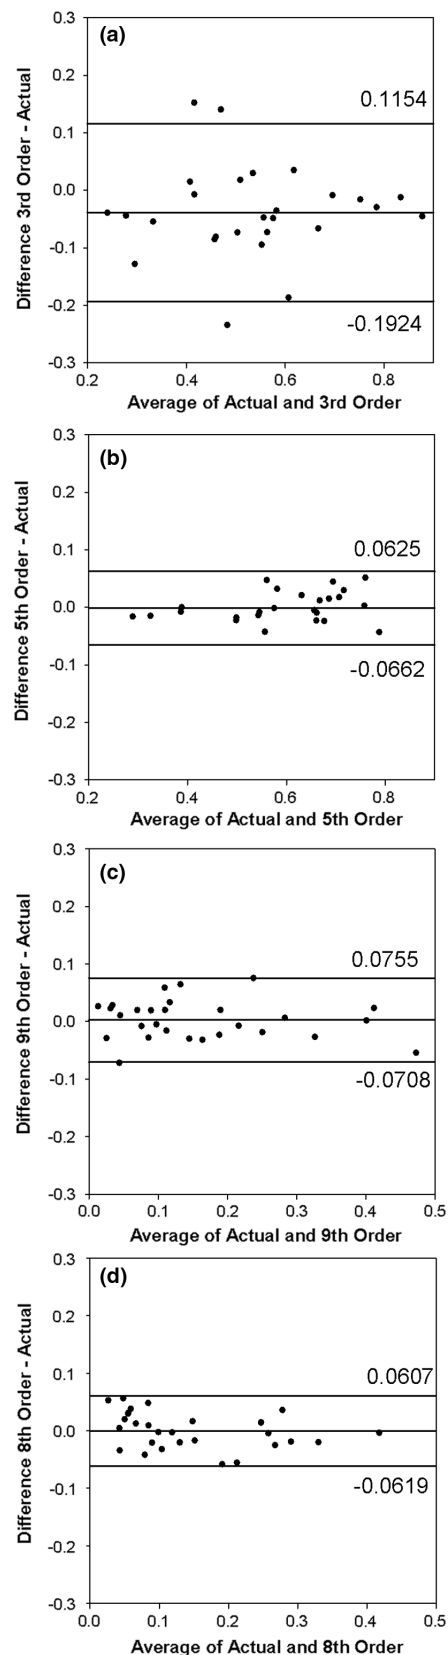 (a)
0.3
0.2
0.1
0.0
-0.1
-0.2
-0.3
0.1154
-0.1924
Difference 3rd Order - Actual
0.2 0.4 0.6 0.8
Average of Actual and 3rd Order
(b)
0.3
0.2
0.1
0.0
-0.1
-0.2
-0.3
0.0625
-0.0662
Difference 5th Order - Actual
0.2 0.4 0.6 0.8
Average of Actual and 5th Order
(c)
0.3
0.2
0.1
0.0
-0.1
-0.2
-0.3
0.0755
-0.0708
Difference 9th Order - Actual
0.0 0.1 0.2 0.3 0.4 0.5
Average of Actual and 9th Order
(d)
0.3
0.2
0.1
0.0
-0.1
-0.2
-0.3
0.0607
-0.0619
Difference 8th Order - Actual
0.0 0.1 0.2 0.3 0.4 0.5
Average of Actual and 8th Order